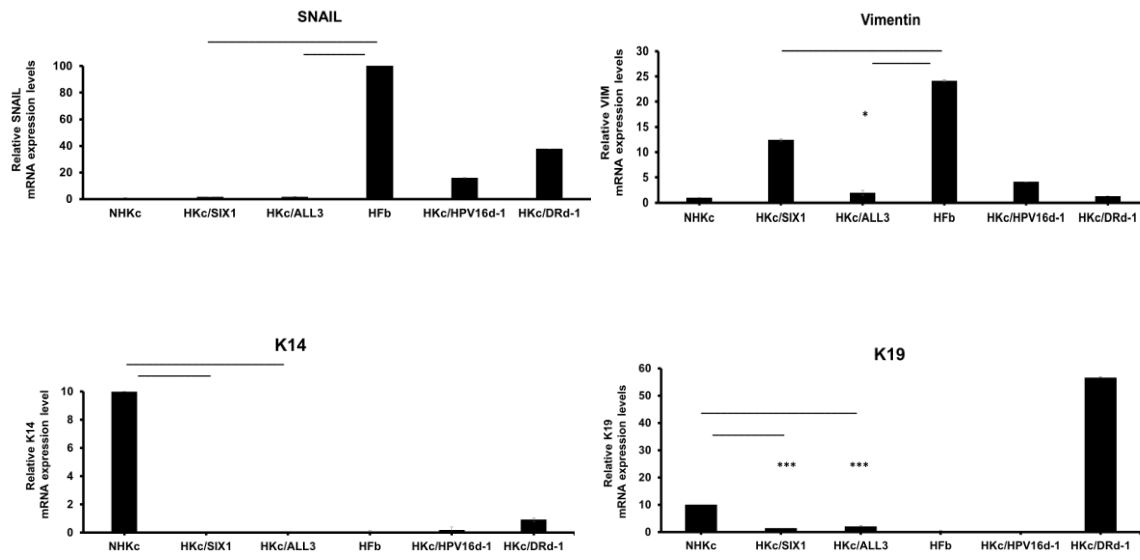 SNAIL
Relative SNAIL
mRNA expression levels
100
80
60
40
20
0
NHKc HKc/SIX1 HKc/ALL3 HFb HKc/HPV16d-1 HKc/DRd-1
Vimentin
Relative VIM
mRNA expression levels
30
25
20
15
10
5
0
*
NHKc HKc/SIX1 HKc/ALL3 HFb HKc/HPV16d-1 HKc/DRd-1
K14
Relative K14
mRNA expression level
10
8
6
4
2
0
NHKc HKc/SIX1 HKc/ALL3 HFb HKc/HPV16d-1 HKc/DRd-1
K19
Relative K19
mRNA expression levels
60
50
40
30
20
10
0
*** ***
NHKc HKc/SIX1 HKc/ALL3 HFb HKc/HPV16d-1 HKc/DRd-1